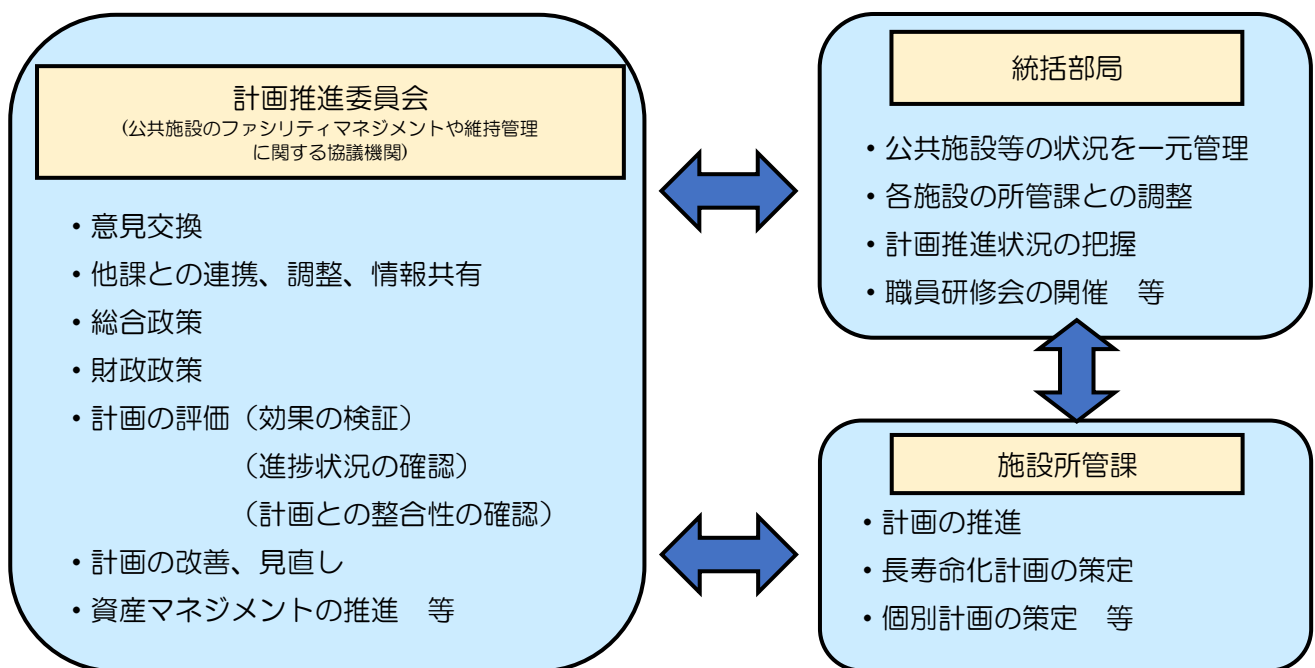 計画推進委員会
(公共施設のファシリティマネジメントや維持管理
に関する協議機関)
・意見交換
・他課との連携、調整、情報共有
・総合政策
・財政政策
・計画の評価（効果の検証）
（進捗状況の確認）
（計画との整合性の確認）
・計画の改善、見直し
・資産マネジメントの推進　等
統括部局
・公共施設等の状況を一元管理
・各施設の所管課との調整
・計画推進状況の把握
・職員研修会の開催　等
施設所管課
・計画の推進
・長寿命化計画の策定
・個別計画の策定　等